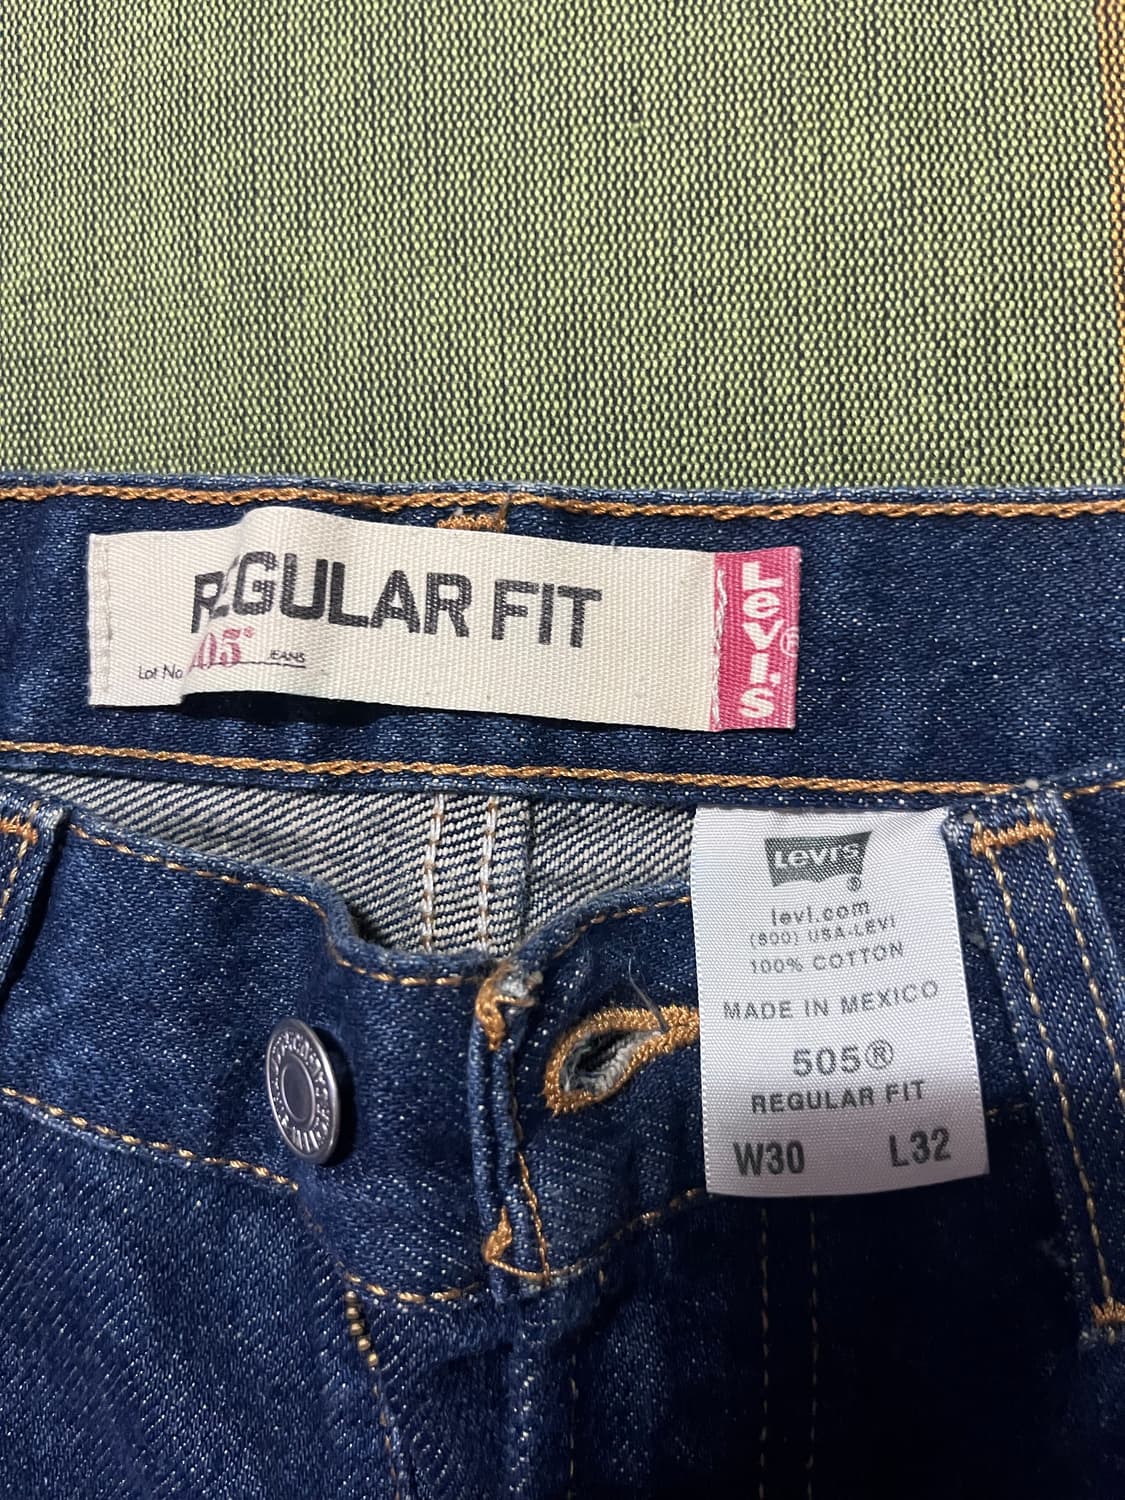 REGULAR FIT
Lot No 505® JEANS
Levi's®
Levi's
®
levi.com
(800) USA-LEVI
100% COTTON
MADE IN MEXICO
505®
REGULAR FIT
W30 L32